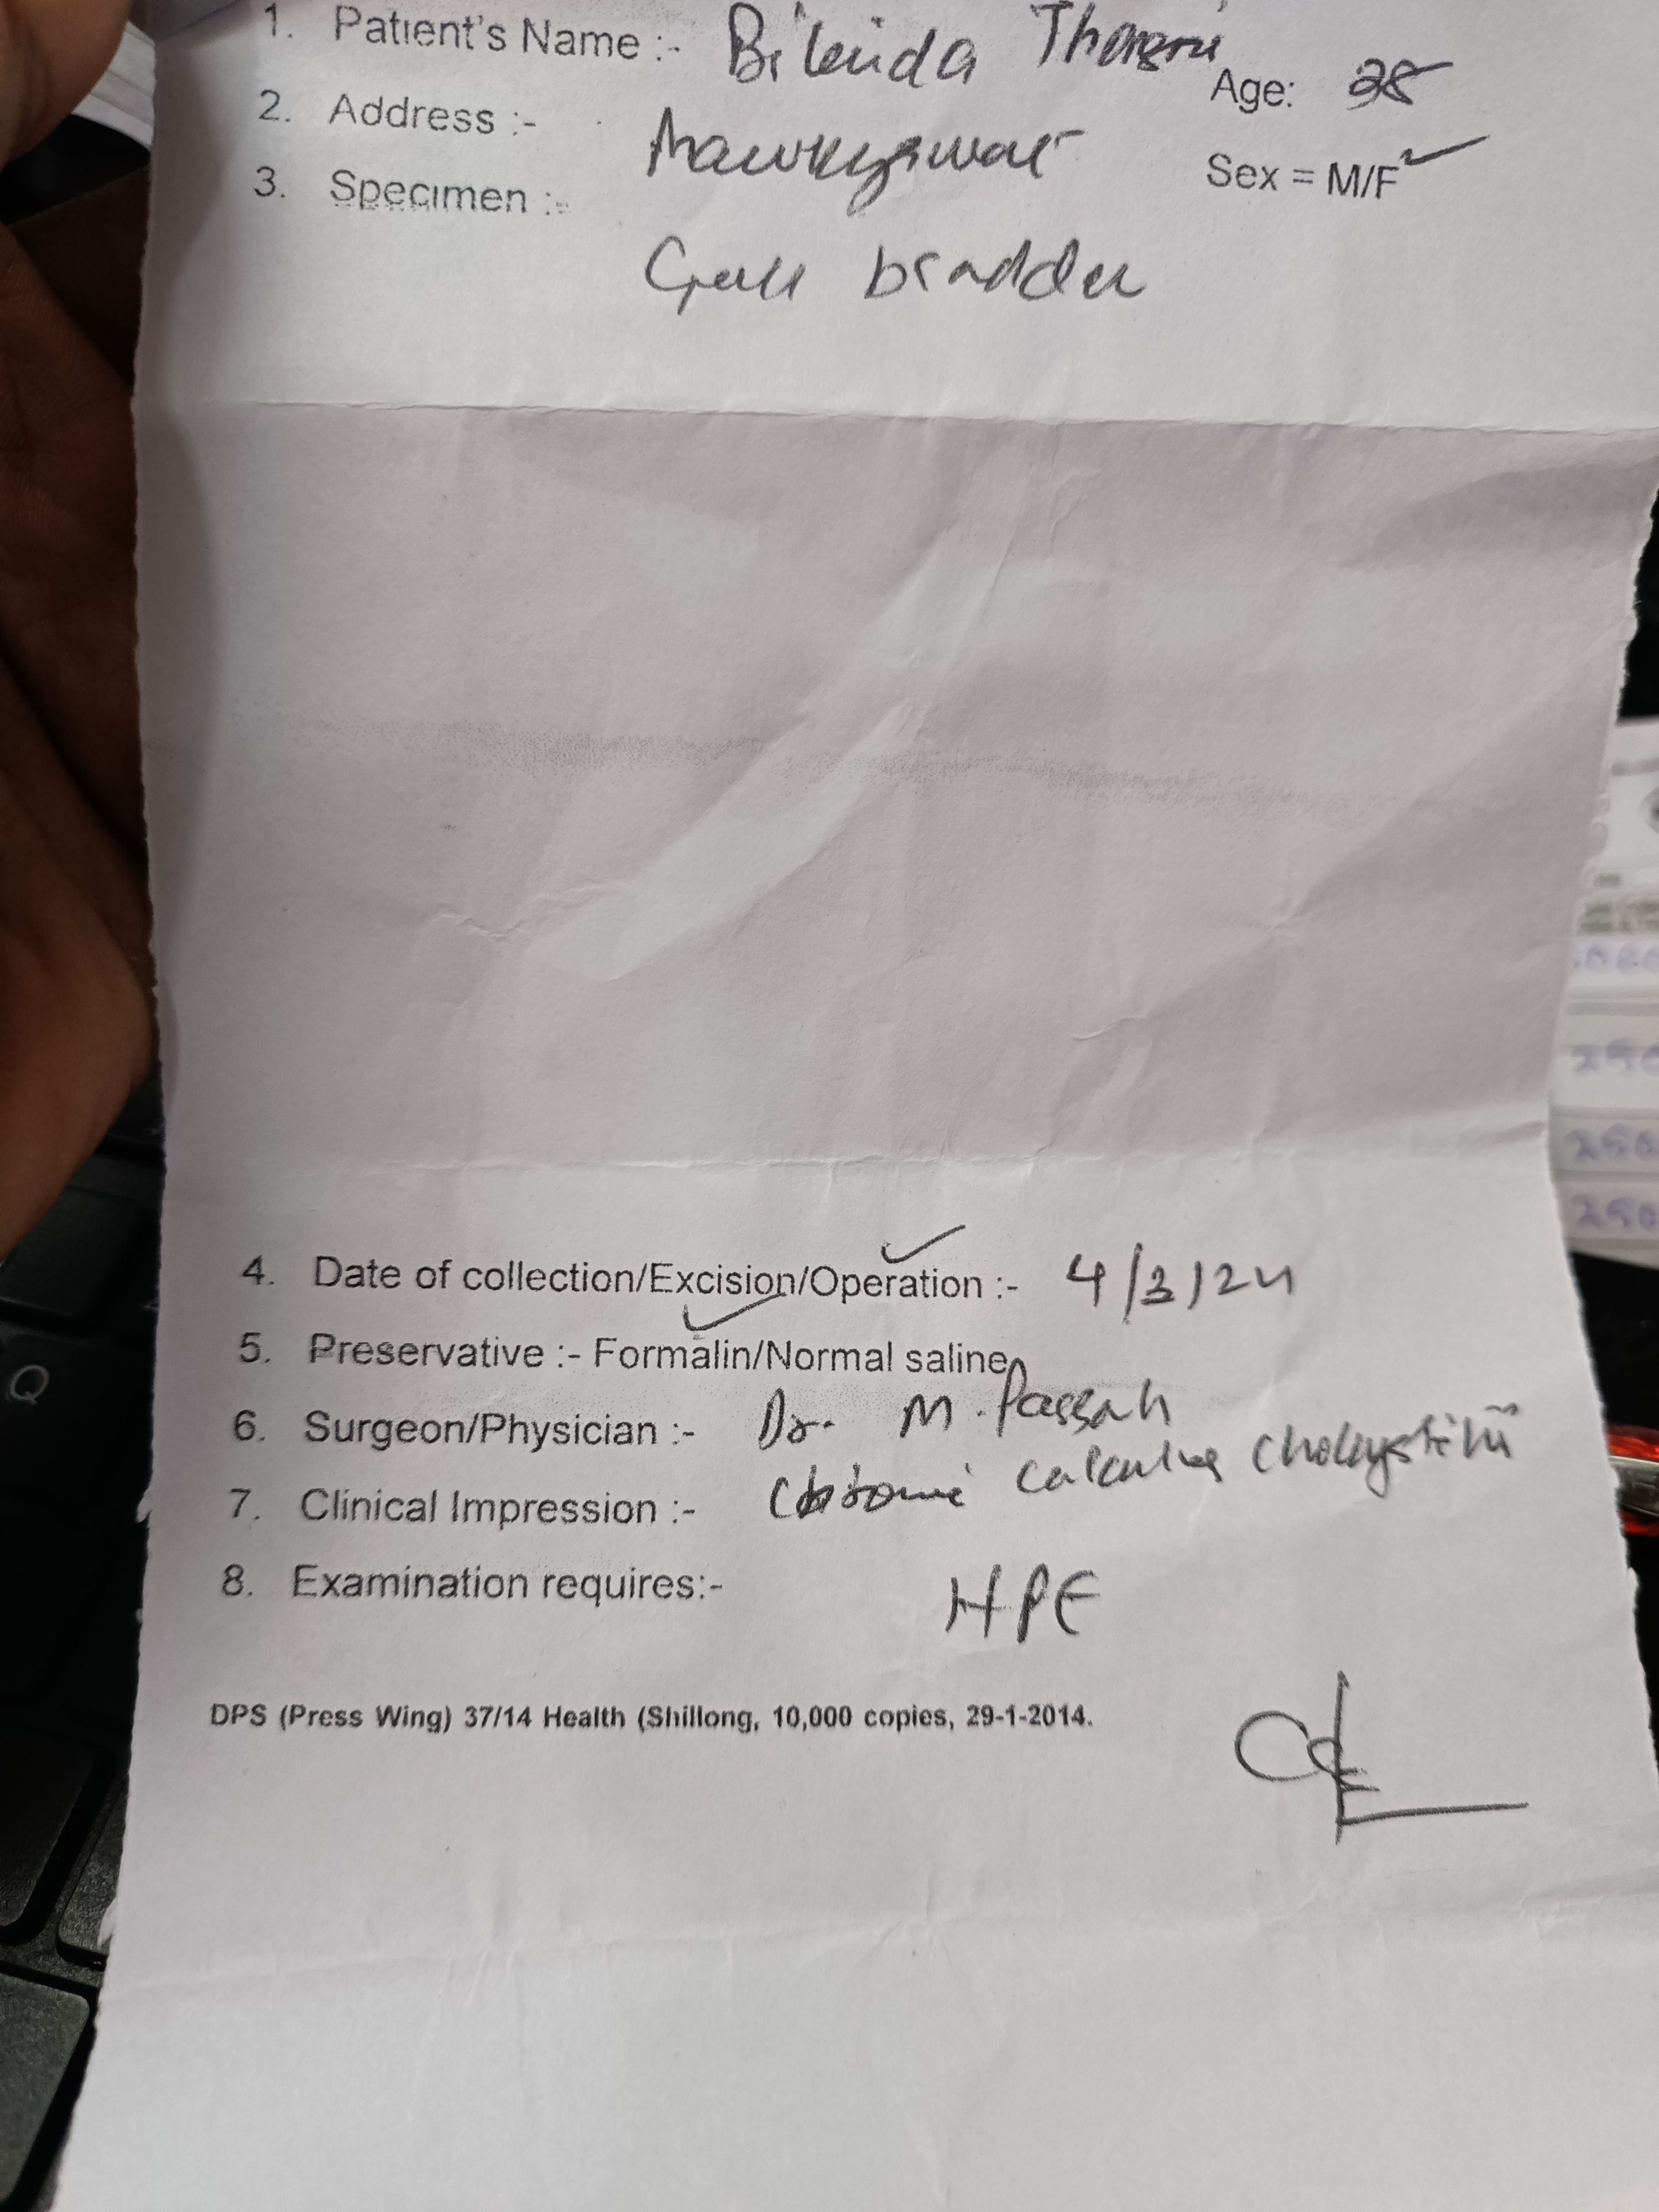 1. Patient's Name :- Bilinda
Age: 28
2. Address :-
Sex = M/F
3. Specimen :-
Gall bladder
4. Date of collection/Excision/Operation :- 4/3/24
5. Preservative :- Formalin/Normal saline
6. Surgeon/Physician :- Dr. M. Passah
7. Clinical Impression :- Chronic calculus cholecystitis
8. Examination requires:- HPE
DPS (Press Wing) 37/14 Health (Shillong, 10,000 copies, 29-1-2014.
Q